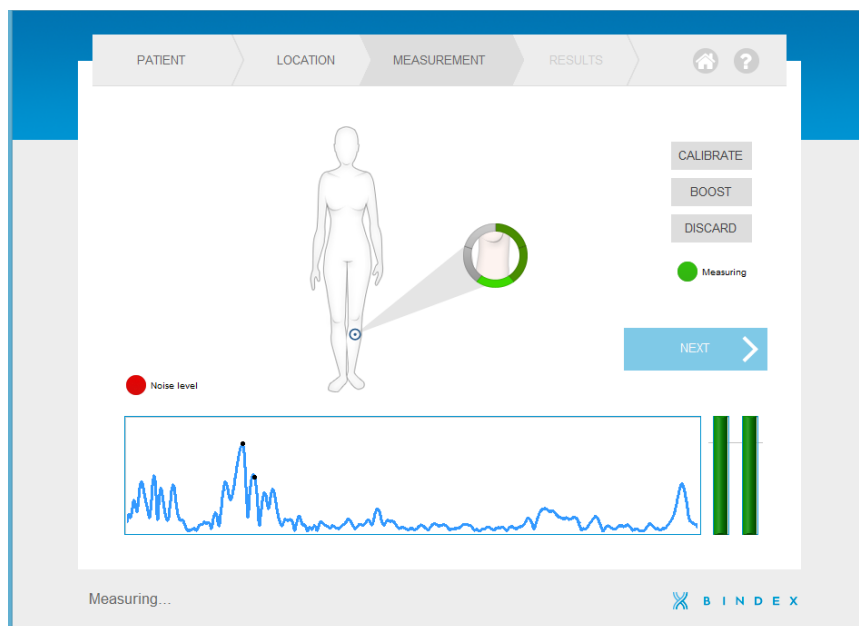 PATIENT
LOCATION
MEASUREMENT
RESULTS
?
CALIBRATE
BOOST
DISCARD
Measuring
NEXT
Noise level
Measuring...
BINDEX